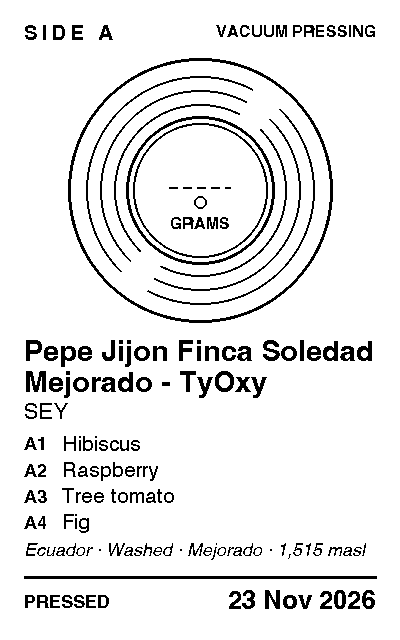 SIDE A
VACUUM PRESSING
GRAMS
Pepe Jijon Finca Soledad
Mejorado - TyOxy
SEY
A1 Hibiscus
A2 Raspberry
A3 Tree tomato
A4 Fig
Ecuador · Washed · Mejorado · 1,515 masl
PRESSED
23 Nov 2026